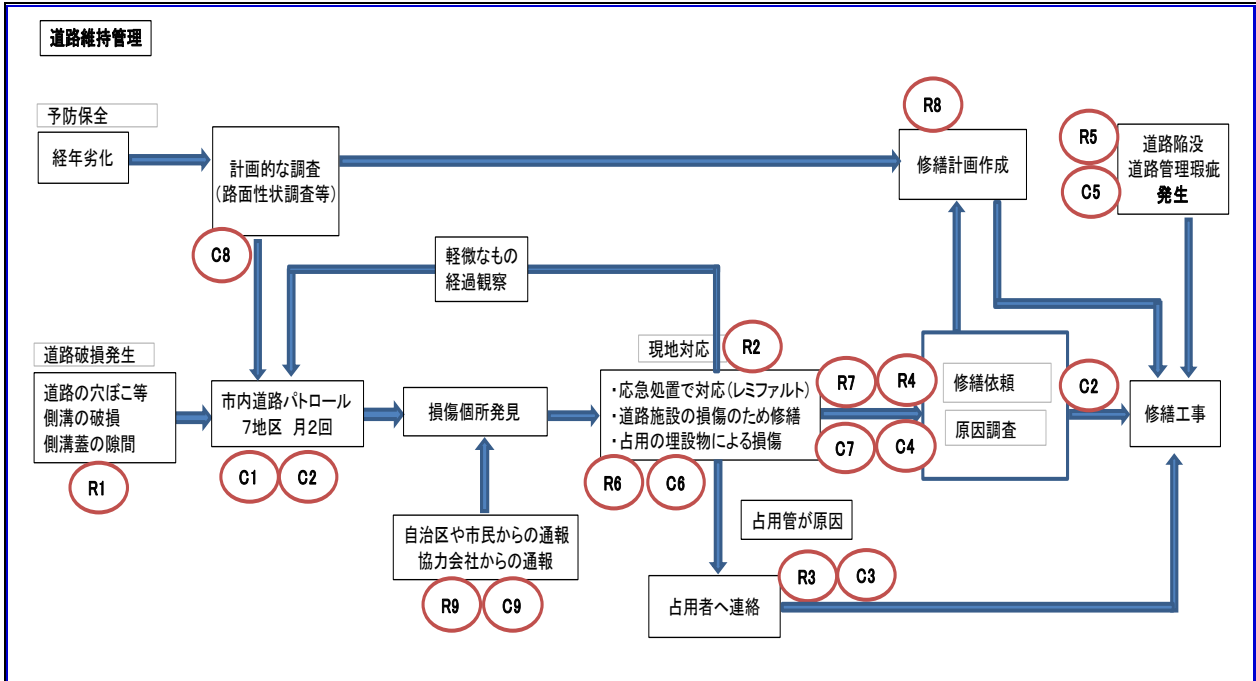 道路維持管理
予防保全
経年劣化
計画的な調査
(路面性状調査等)
C8
R8
修繕計画作成
R5
C5
道路陥没
道路管理瑕疵
発生
軽微なもの
経過観察
道路破損発生
道路の穴ぼこ等
側溝の破損
側溝蓋の隙間
R1
市内道路パトロール
7地区 月2回
C1
C2
損傷個所発見
現地対応
R2
・応急処置で対応(レミファルト)
・道路施設の損傷のため修繕
・占用の埋設物による損傷
R6
C6
R7
R4
C7
C4
修繕依頼
原因調査
C2
修繕工事
自治区や市民からの通報
協力会社からの通報
R9
C9
占用管が原因
占用者へ連絡
R3
C3